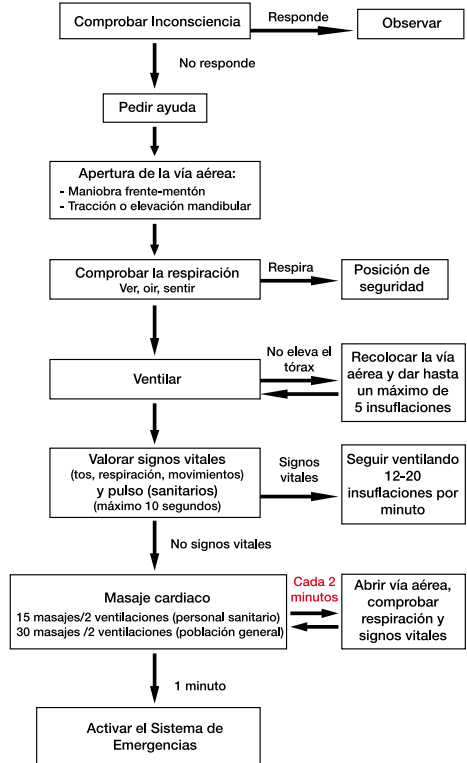 Comprobar Inconsciencia
Responde
Observar
No responde
Pedir ayuda
Apertura de la vía aérea:
- Maniobra frente-mentón
- Tracción o elevación mandibular
Comprobar la respiración
Ver, oir, sentir
Respira
Posición de
seguridad
Ventilar
No eleva el
tórax
Recolocar la vía
aérea y dar hasta
un máximo de
5 insuflaciones
Valorar signos vitales
(tos, respiración, movimientos)
y pulso (sanitarios)
(máximo 10 segundos)
Signos
vitales
Seguir ventilando
12-20
insuflaciones por
minuto
No signos vitales
Masaje cardiaco
15 masajes/2 ventilaciones (personal sanitario)
30 masajes /2 ventilaciones (población general)
Cada 2
minutos
Abrir vía aérea,
comprobar
respiración y
signos vitales
1 minuto
Activar el Sistema de
Emergencias